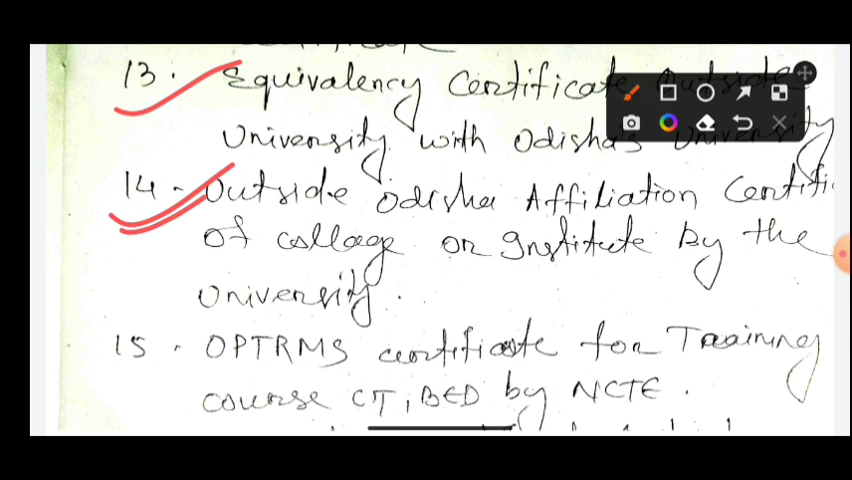 13. Equivalency Certificate Outside
University with Odisha's University
14. Outside Odisha Affiliation Certifi
Of collage or Institute By the
University.
15. OPTRMS certificate for Training
course CT, BED by NCTE.